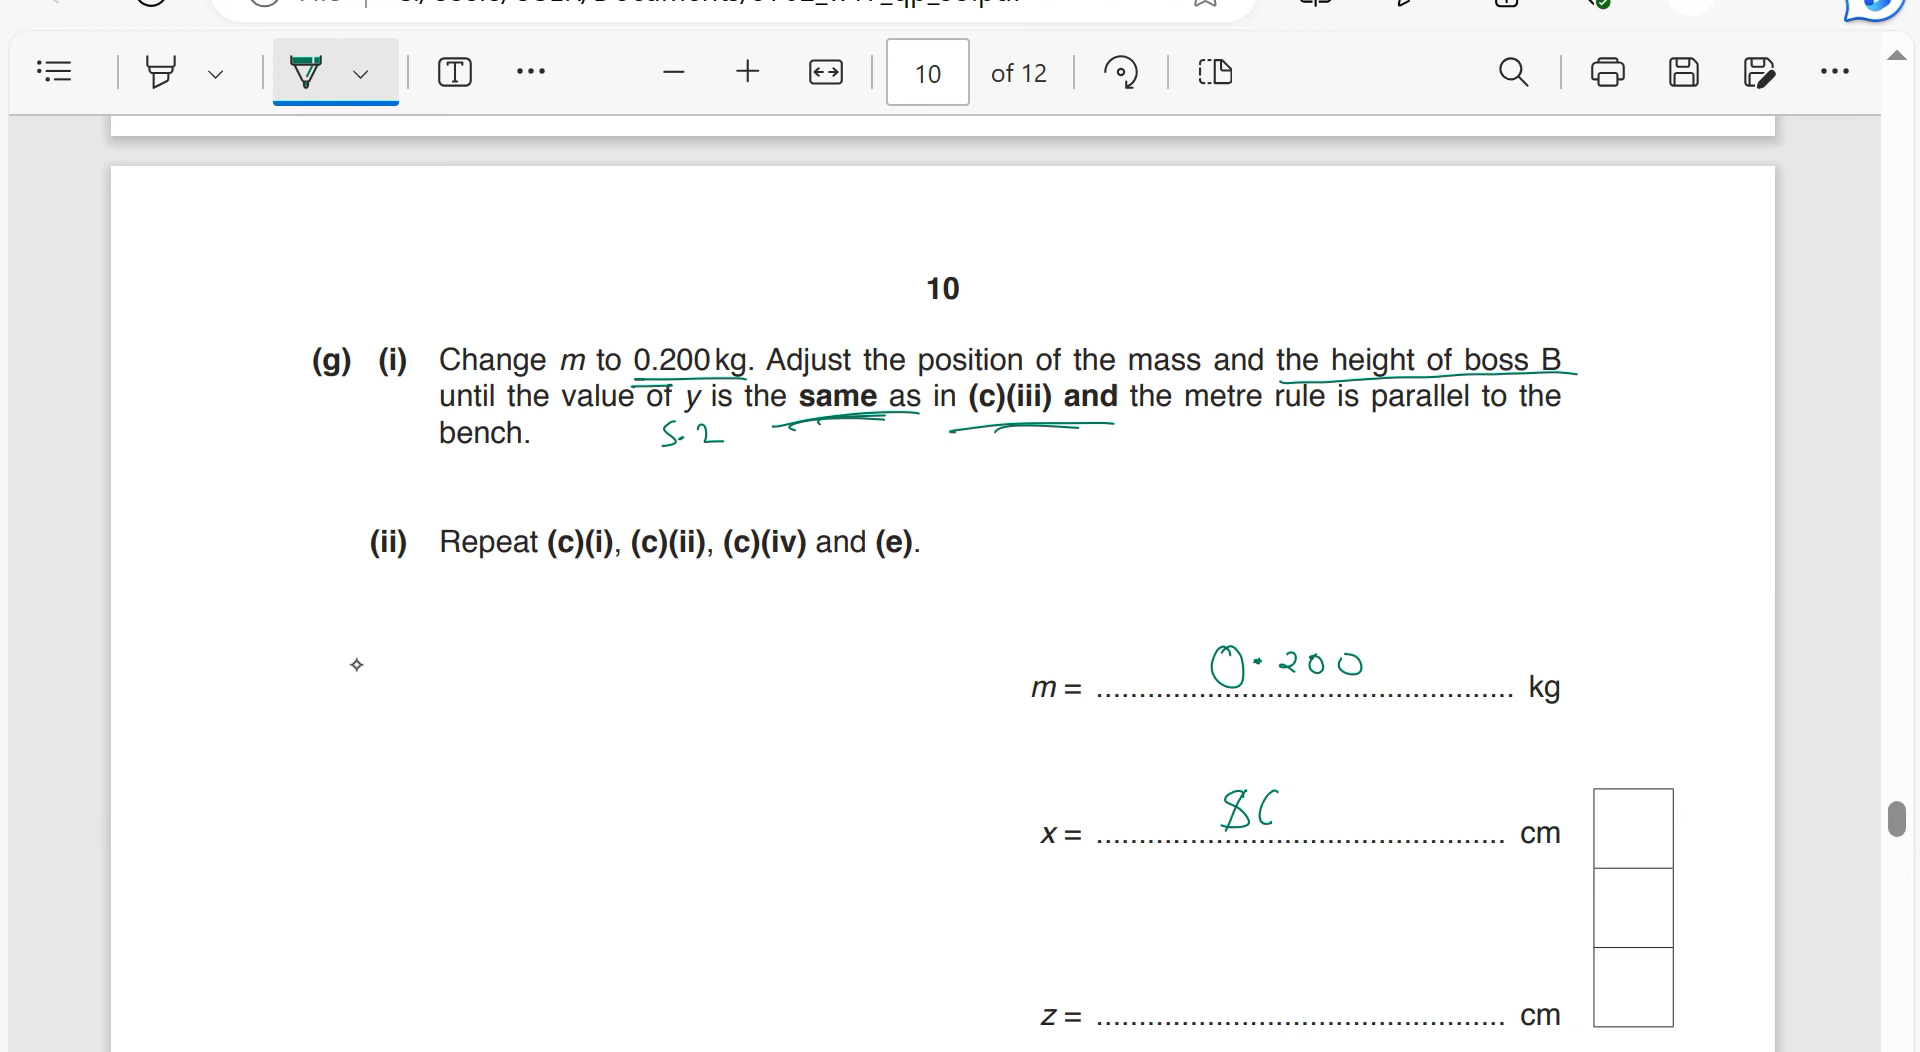 10 of 12
10
(g) (i) Change m to 0.200 kg. Adjust the position of the mass and the height of boss B
until the value of y is the same as in (c)(iii) and the metre rule is parallel to the
bench.
5.2
(ii) Repeat (c)(i), (c)(ii), (c)(iv) and (e).
0.200
m = ................................................ kg
x = ................................................ cm
z = ................................................ cm